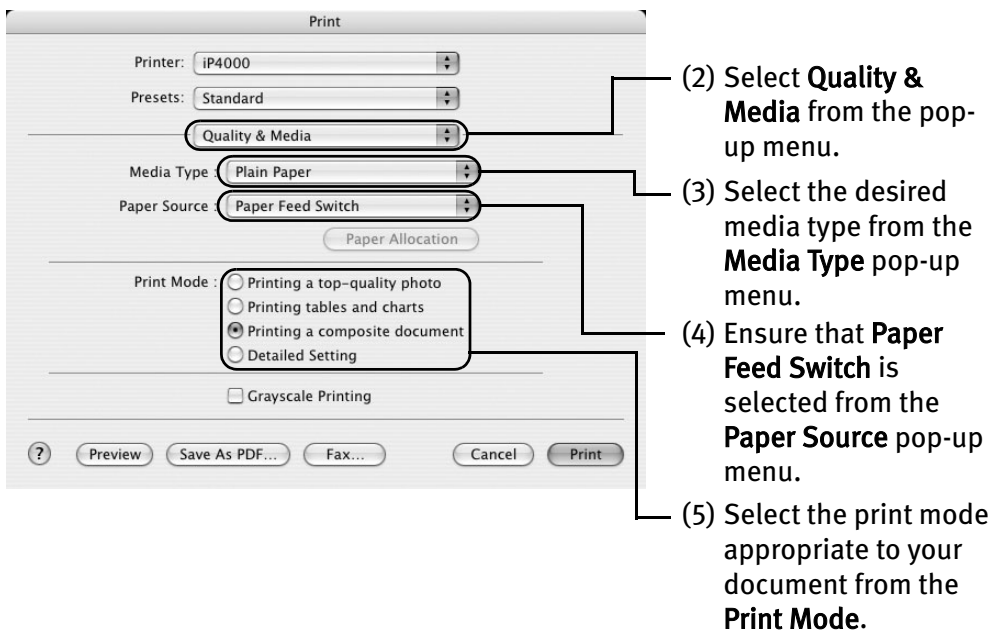 Print
Printer: iP4000
Presets: Standard
Quality & Media
Media Type : Plain Paper
Paper Source : Paper Feed Switch
Paper Allocation
Print Mode : Printing a top-quality photo
Printing tables and charts
Printing a composite document
Detailed Setting
Grayscale Printing
? Preview Save As PDF... Fax... Cancel Print
(2) Select Quality &
Media from the pop-
up menu.
(3) Select the desired
media type from the
Media Type pop-up
menu.
(4) Ensure that Paper
Feed Switch is
selected from the
Paper Source pop-up
menu.
(5) Select the print mode
appropriate to your
document from the
Print Mode.